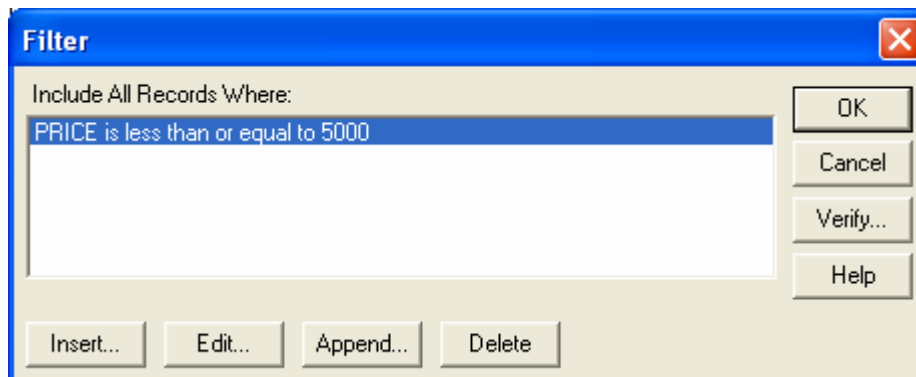 Filter
Include All Records Where:
PRICE is less than or equal to 5000
OK
Cancel
Verify...
Help
Insert...
Edit...
Append...
Delete